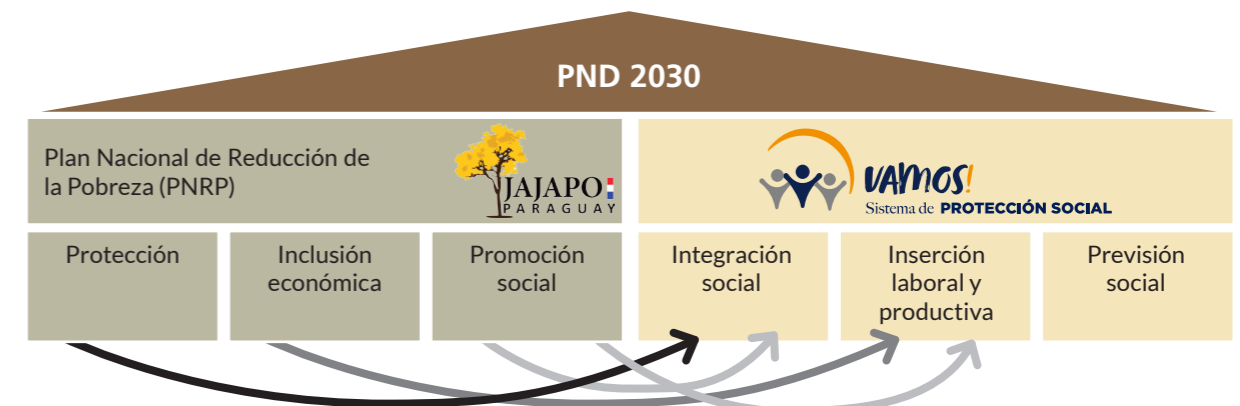 PND 2030
Plan Nacional de Reducción de
la Pobreza (PNRP)
JAJAPO
PARAGUAY
VAMOS!
Sistema de PROTECCIÓN SOCIAL
Protección
Inclusión
económica
Promoción
social
Integración
social
Inserción
laboral y
productiva
Previsión
social